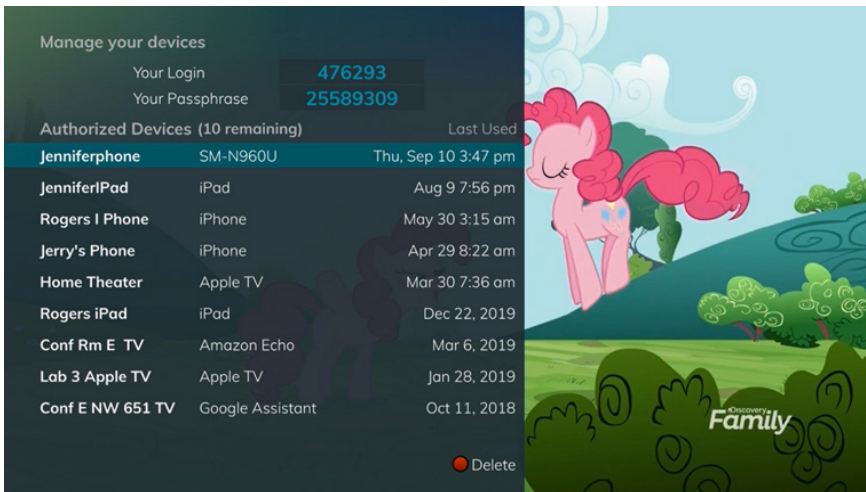 Manage your devices
Your Login 476293
Your Passphrase 25589309
Authorized Devices (10 remaining) Last Used
Jenniferphone SM-N960U Thu, Sep 10 3:47 pm
JenniferIPad iPad Aug 9 7:56 pm
Rogers I Phone iPhone May 30 3:15 am
Jerry's Phone iPhone Apr 29 8:22 am
Home Theater Apple TV Mar 30 7:36 am
Rogers iPad iPad Dec 22, 2019
Conf Rm E TV Amazon Echo Mar 6, 2019
Lab 3 Apple TV Apple TV Jan 28, 2019
Conf E NW 651 TV Google Assistant Oct 11, 2018
Discovery
Family
Delete